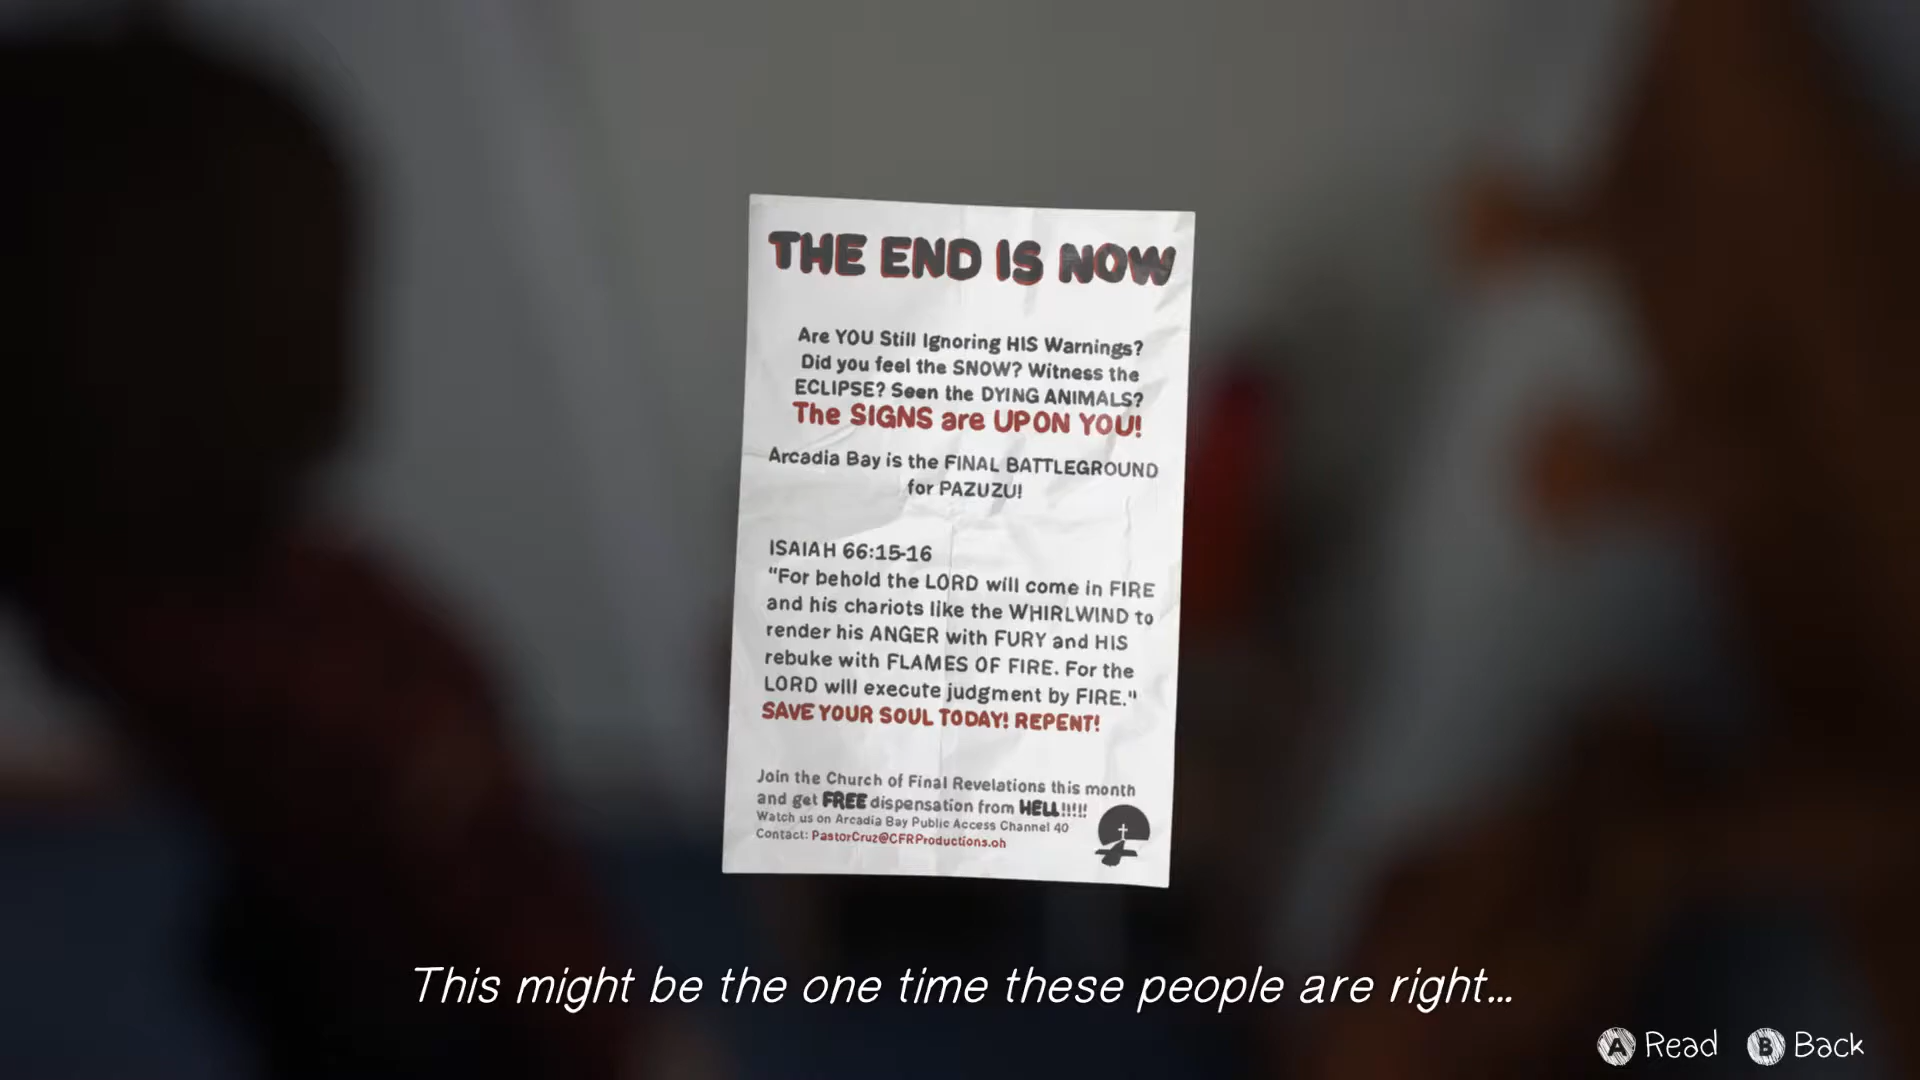 THE END IS NOW
Are YOU Still Ignoring HIS Warnings?
Did you feel the SNOW? Witness the
ECLIPSE? Seen the DYING ANIMALS?
The SIGNS are UPON YOU!
Arcadia Bay is the FINAL BATTLEGROUND
for PAZUZU!
ISAIAH 66:15-16
"For behold the LORD will come in FIRE
and his chariots like the WHIRLWIND to
render his ANGER with FURY and HIS
rebuke with FLAMES OF FIRE. For the
LORD will execute judgment by FIRE."
SAVE YOUR SOUL TODAY! REPENT!
Join the Church of Final Revelations this month
and get FREE dispensation from HELL!!!!!
Watch us on Arcadia Bay Public Access Channel 40
Contact: PastorCruz@CFRProductions.oh
This might be the one time these people are right...
A Read B Back